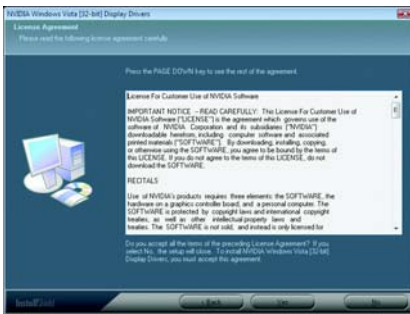 NVIDIA Windows Vista (32-bit) Display Drivers
License Agreement
Please read the following license agreement carefully.
Press the PAGE DOWN key to see the rest of the agreement.
License For Customer Use of NVIDIA Software
IMPORTANT NOTICE -- READ CAREFULLY: This License For Customer Use of
NVIDIA Software ("LICENSE") is the agreement which governs use of the
software of NVIDIA Corporation and its subsidiaries ("NVIDIA")
downloadable herefrom, including computer software and associated
printed materials ("SOFTWARE"). By downloading, installing, copying,
or otherwise using the SOFTWARE, you agree to be bound by the terms of
this LICENSE. If you do not agree to the terms of this LICENSE, do not
download the SOFTWARE.
RECITALS
Use of NVIDIA's products requires three elements: the SOFTWARE, the
hardware on a graphics controller board, and a personal computer. The
SOFTWARE is protected by copyright laws and international copyright
treaties, as well as other intellectual property laws and
treaties. The SOFTWARE is not sold, and instead is only licensed for
Do you accept all the terms of the preceding License Agreement? If you
select No, the setup will close. To install NVIDIA Windows Vista (32-bit)
Display Drivers, you must accept this agreement.
InstallShield
< Back
Yes
No